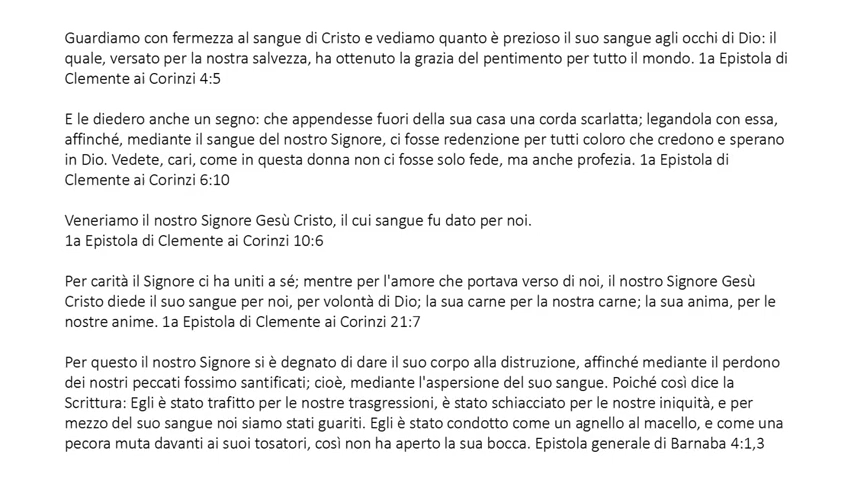 Guardiamo con fermezza al sangue di Cristo e vediamo quanto è prezioso il suo sangue agli occhi di Dio: il
quale, versato per la nostra salvezza, ha ottenuto la grazia del pentimento per tutto il mondo. 1a Epistola di
Clemente ai Corinzi 4:5
E le diedero anche un segno: che appendesse fuori della sua casa una corda scarlatta; legandola con essa,
affinché, mediante il sangue del nostro Signore, ci fosse redenzione per tutti coloro che credono e sperano
in Dio. Vedete, cari, come in questa donna non ci fosse solo fede, ma anche profezia. 1a Epistola di
Clemente ai Corinzi 6:10
Veneriamo il nostro Signore Gesù Cristo, il cui sangue fu dato per noi.
1a Epistola di Clemente ai Corinzi 10:6
Per carità il Signore ci ha uniti a sé; mentre per l'amore che portava verso di noi, il nostro Signore Gesù
Cristo diede il suo sangue per noi, per volontà di Dio; la sua carne per la nostra carne; la sua anima, per le
nostre anime. 1a Epistola di Clemente ai Corinzi 21:7
Per questo il nostro Signore si è degnato di dare il suo corpo alla distruzione, affinché mediante il perdono
dei nostri peccati fossimo santificati; cioè, mediante l'aspersione del suo sangue. Poiché così dice la
Scrittura: Egli è stato trafitto per le nostre trasgressioni, è stato schiacciato per le nostre iniquità, e per
mezzo del suo sangue noi siamo stati guariti. Egli è stato condotto come un agnello al macello, e come una
pecora muta davanti ai suoi tosatori, così non ha aperto la sua bocca. Epistola generale di Barnaba 4:1,3